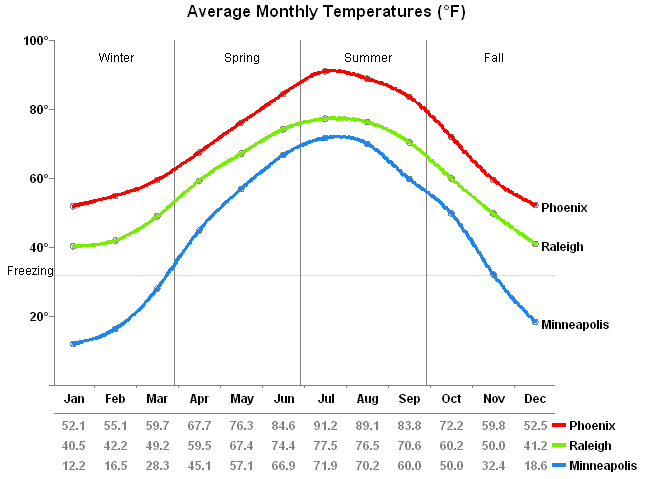 Average Monthly Temperatures (°F)
100°
Winter Spring Summer Fall
80°
60°
Phoenix
40°
Raleigh
Freezing
20°
Minneapolis
Jan Feb Mar Apr May Jun Jul Aug Sep Oct Nov Dec
52.1 55.1 59.7 67.7 76.3 84.6 91.2 89.1 83.8 72.2 59.8 52.5 Phoenix
40.5 42.2 49.2 59.5 67.4 74.4 77.5 76.5 70.6 60.2 50.0 41.2 Raleigh
12.2 16.5 28.3 45.1 57.1 66.9 71.9 70.2 60.0 50.0 32.4 18.6 Minneapolis